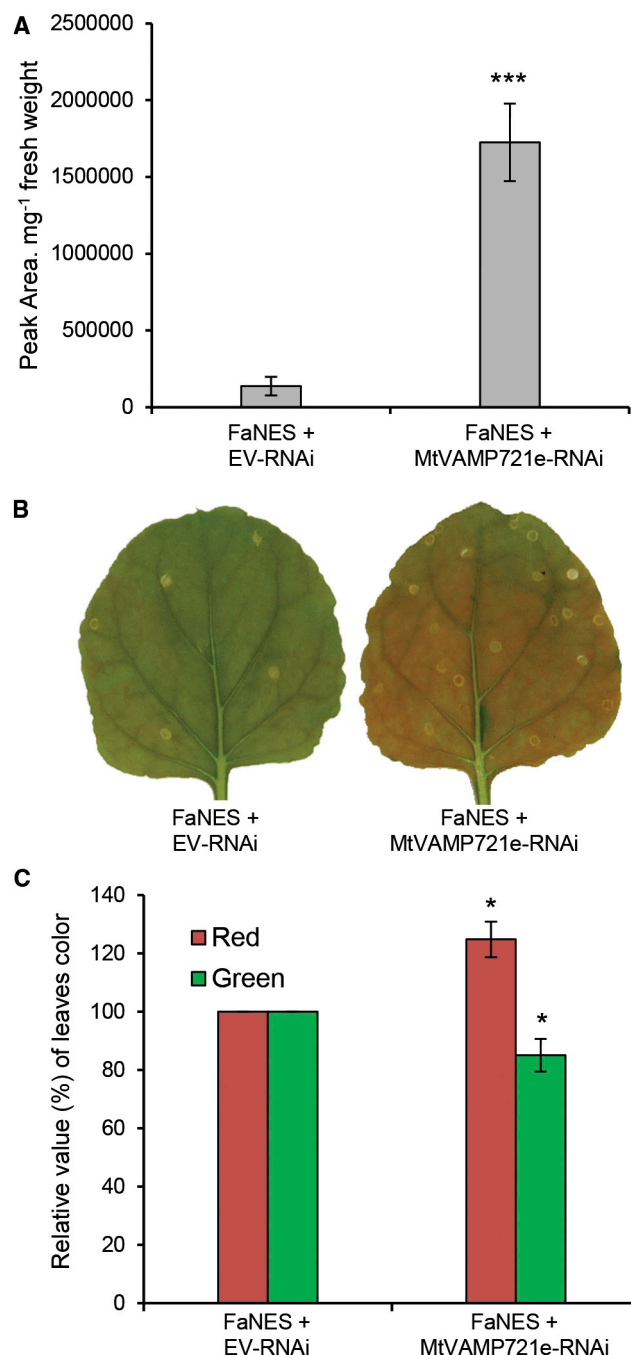 A
Peak Area. mg-1 fresh weight
2500000
2000000
1500000
1000000
500000
0
***
FaNES +
EV-RNAi
FaNES +
MtVAMP721e-RNAi
B
FaNES +
EV-RNAi
FaNES +
MtVAMP721e-RNAi
C
Relative value (%) of leaves color
140
120
100
80
60
40
20
0
Red
Green
*
*
FaNES +
EV-RNAi
FaNES +
MtVAMP721e-RNAi